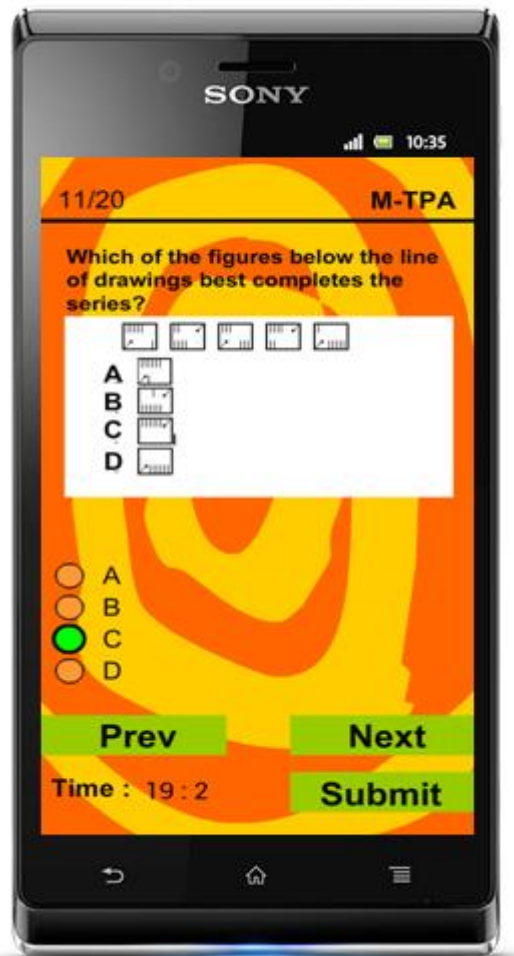 SONY
10:35
11/20 M-TPA
Which of the figures below the line
of drawings best completes the
series?
A
B
C
D
A
B
C
D
Prev Next
Time : 19 : 2 Submit